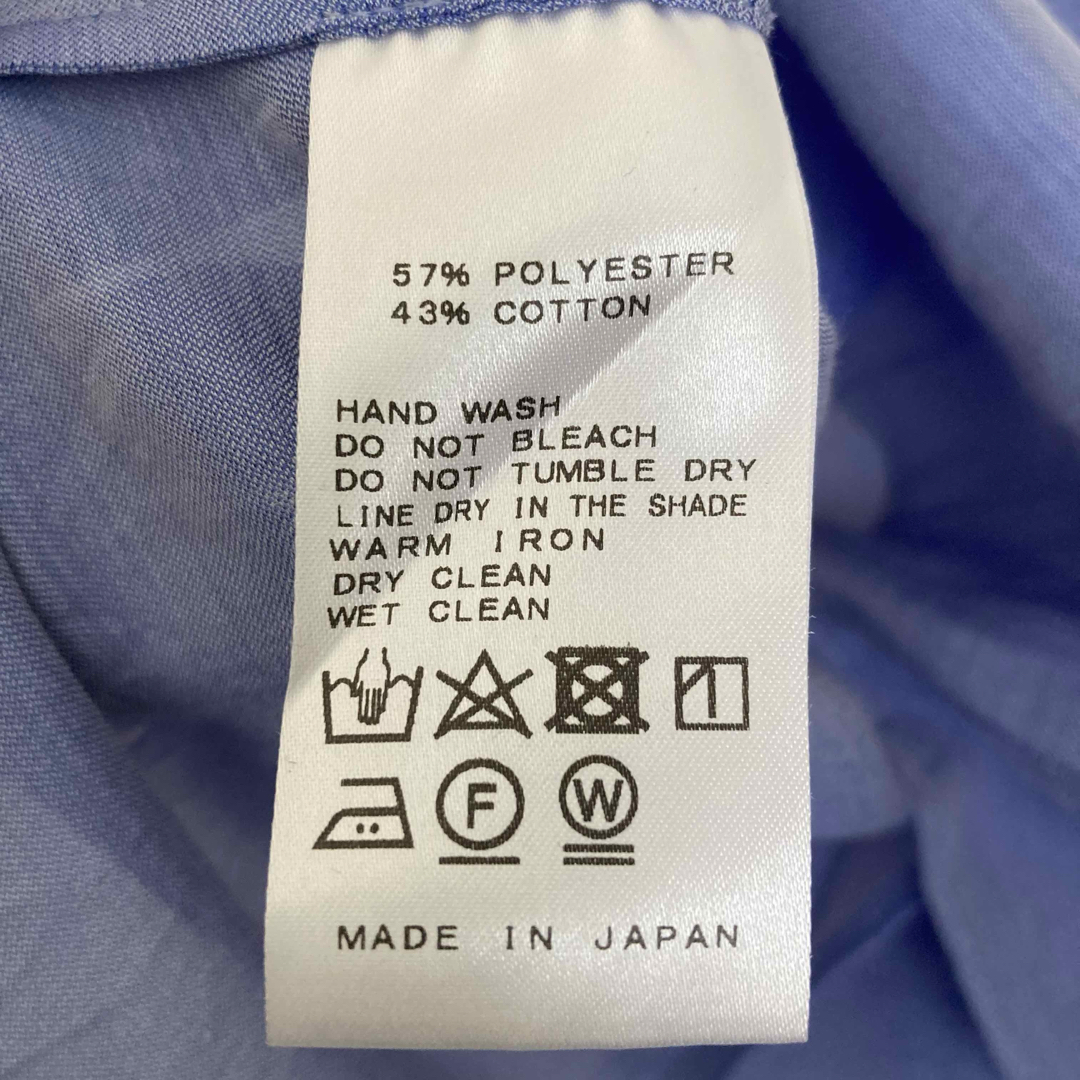 57% POLYESTER
43% COTTON
HAND WASH
DO NOT BLEACH
DO NOT TUMBLE DRY
LINE DRY IN THE SHADE
WARM IRON
DRY CLEAN
WET CLEAN
F W
MADE IN JAPAN